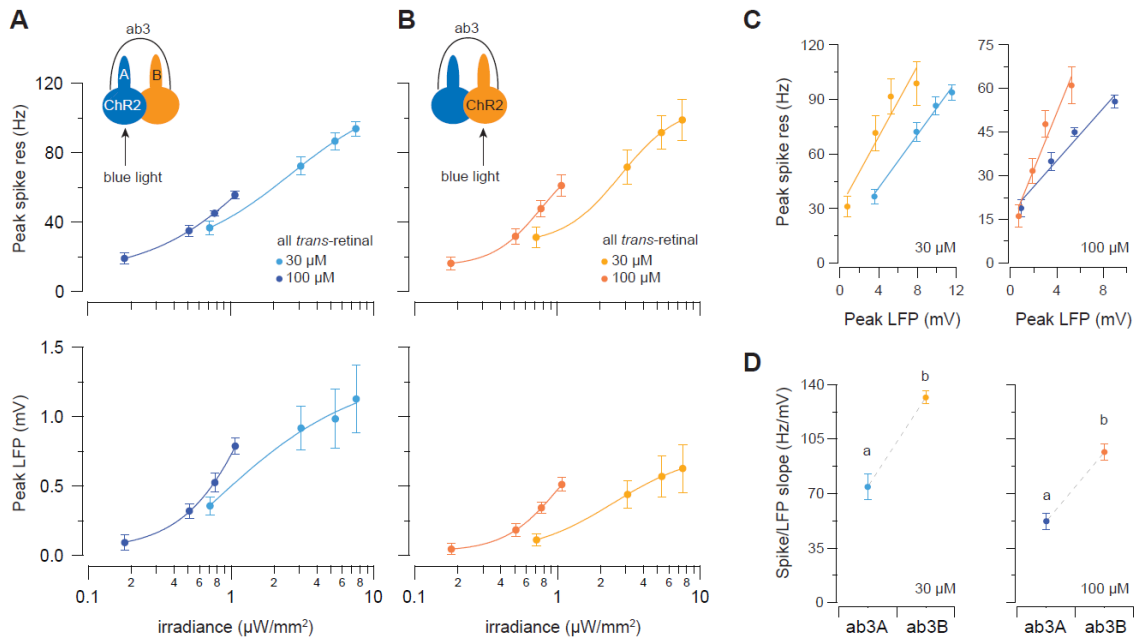 A
ab3
A
B
ChR2
blue light
Peak spike res (Hz)
120
80
40
0
all trans-retinal
30 µM
100 µM
Peak LFP (mV)
1.5
1.0
0.5
0.0
2
4
6
8
2
4
6
8
0.1
1
10
irradiance (µW/mm²)
B
ab3
ChR2
blue light
all trans-retinal
30 µM
100 µM
2
4
6
8
2
4
6
8
0.1
1
10
irradiance (µW/mm²)
C
Peak spike res (Hz)
120
90
60
30
0
30 µM
0
4
8
12
Peak LFP (mV)
75
60
45
30
15
0
100 µM
0
4
8
Peak LFP (mV)
D
Spike/LFP slope (Hz/mV)
140
105
70
35
0
a
b
30 µM
ab3A
ab3B
a
b
100 µM
ab3A
ab3B